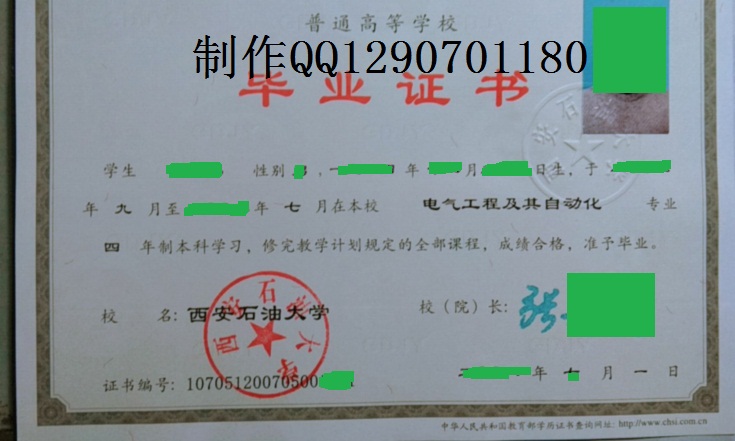 普通高等学校
制作QQ1290701180
毕业证书
学生 性别 , 一 年 月 日生, 于
年 九 月至 年 七 月在本校 电气工程及其自动化 专业
四 年制本科学习, 修完教学计划规定的全部课程, 成绩合格, 准予毕业。
校 名: 西安石油大学 校（院）长: 张
证书编号: 10705120070500 二 年 七 月 一 日
中华人民共和国教育部学历证书查询网址: http://www.chsi.com.cn